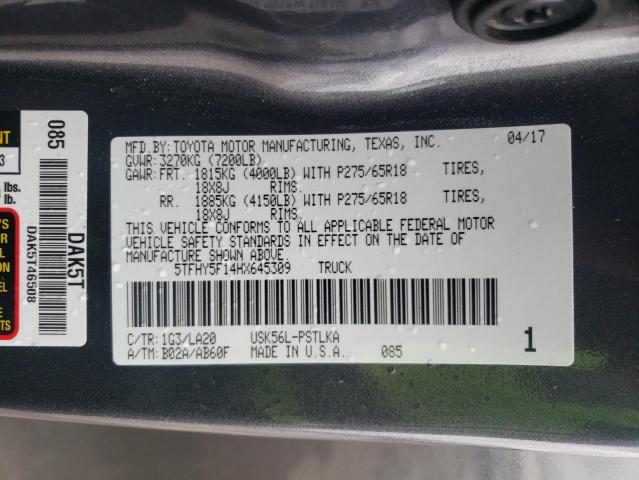 MFD.BY: TOYOTA MOTOR MANUFACTURING, TEXAS, INC. 04/17
GVWR: 3270KG (7200LB)
GAWR: FRT. 1815KG (4000LB) WITH P275/65R18 TIRES,
18X8J RIMS.
RR. 1885KG (4150LB) WITH P275/65R18 TIRES,
18X8J RIMS.
THIS VEHICLE CONFORMS TO ALL APPLICABLE FEDERAL MOTOR
VEHICLE SAFETY STANDARDS IN EFFECT ON THE DATE OF
MANUFACTURE SHOWN ABOVE.
5TFHY5F14HX645309 TRUCK
C/TR: 1G3/LA20 USK56L-PSTLKA
A/TM: B02A/AB60F MADE IN U.S.A. 085 1
085
DAK5T
DAK5T46508
lbs.